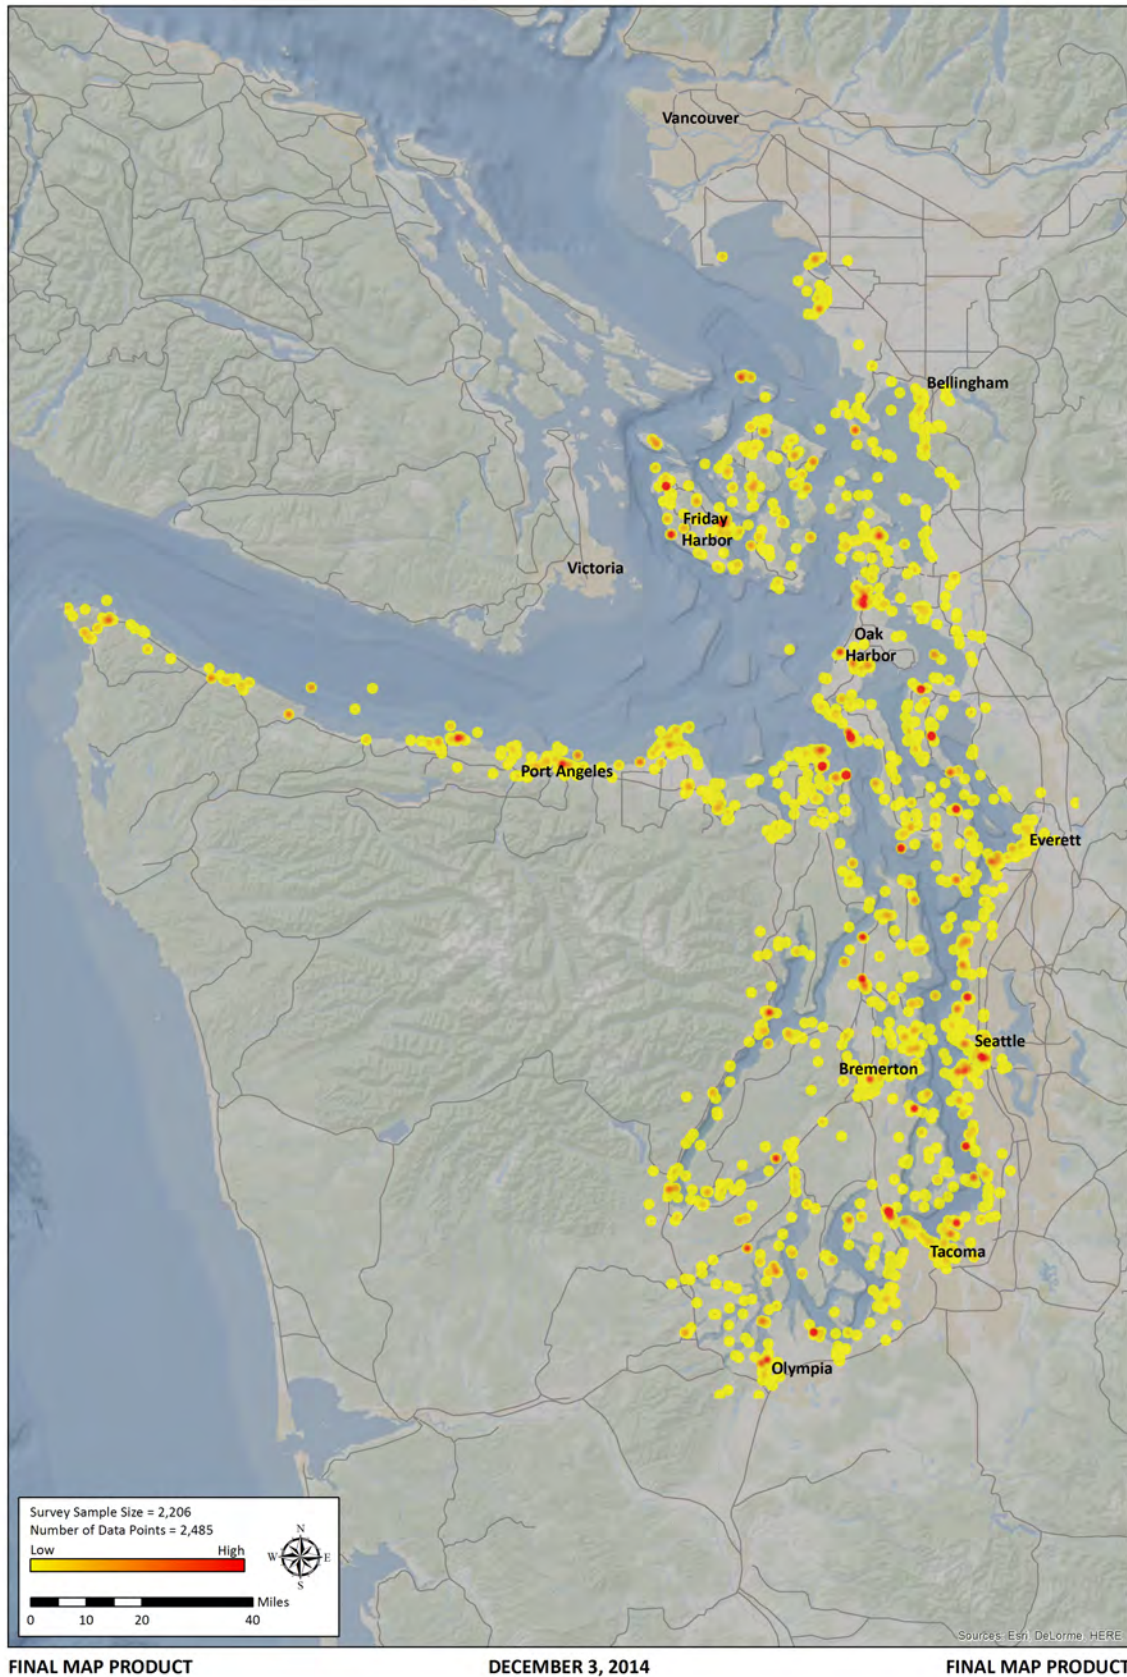 Vancouver
Bellingham
Friday
Harbor
Victoria
Oak
Harbor
Port Angeles
Everett
Seattle
Bremerton
Tacoma
Olympia
Survey Sample Size = 2,206
Number of Data Points = 2,485
Low High
N
W E
S
Miles
0 10 20 40
Sources: Esri, DeLorme, HERE
FINAL MAP PRODUCT DECEMBER 3, 2014 FINAL MAP PRODUCT